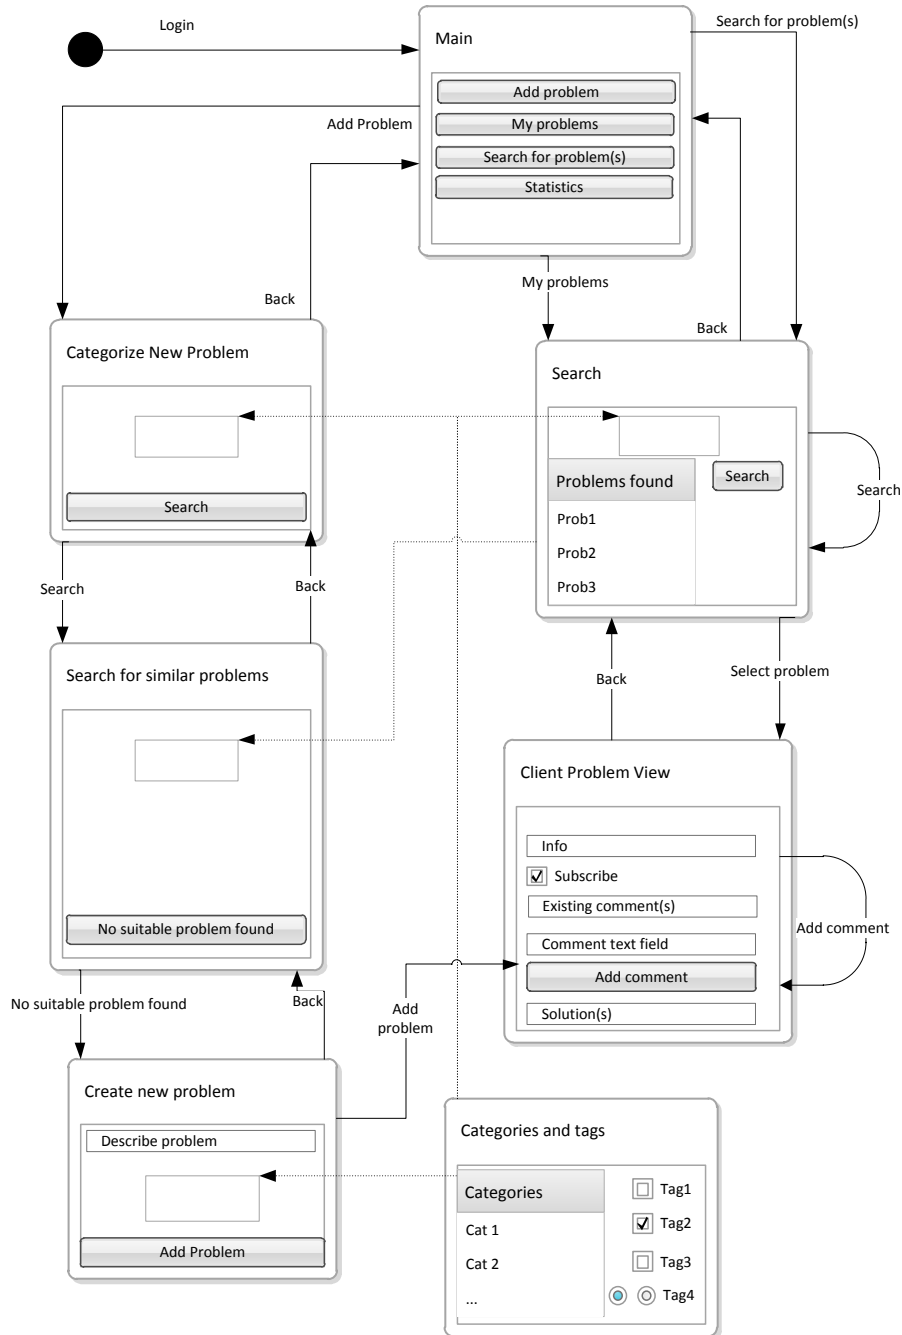 Login
Search for problem(s)
Main
Add problem
My problems
Search for problem(s)
Statistics
Add Problem
My problems
Back
Back
Categorize New Problem
Search
Search
Problems found
Search
Prob1
Prob2
Prob3
Search
Search
Back
Search for similar problems
No suitable problem found
Back
Select problem
Client Problem View
Info
Subscribe
Existing comment(s)
Comment text field
Add comment
Solution(s)
Add comment
No suitable problem found
Back
Add
problem
Create new problem
Describe problem
Add Problem
Categories and tags
Categories
Cat 1
Cat 2
...
Tag1
Tag2
Tag3
Tag4